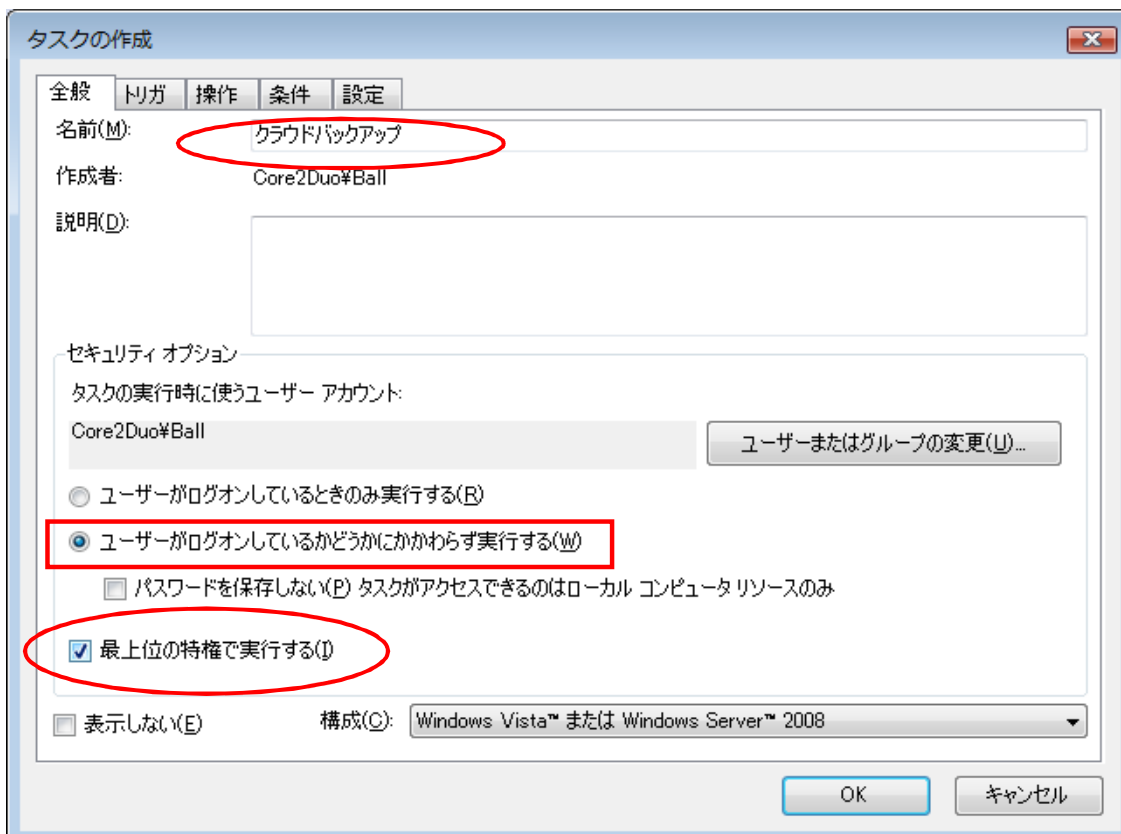 タスクの作成
全般 トリガ 操作 条件 設定
名前(M): クラウドバックアップ
作成者: Core2Duo¥Ball
説明(D):
セキュリティ オプション
タスクの実行時に使うユーザー アカウント:
Core2Duo¥Ball ユーザーまたはグループの変更(U)...
ユーザーがログオンしているときのみ実行する(R)
ユーザーがログオンしているかどうかにかかわらず実行する(W)
パスワードを保存しない(P) タスクがアクセスできるのはローカル コンピュータ リソースのみ
最上位の特権で実行する(I)
表示しない(E) 構成(C): Windows Vista™ または Windows Server™ 2008
OK キャンセル